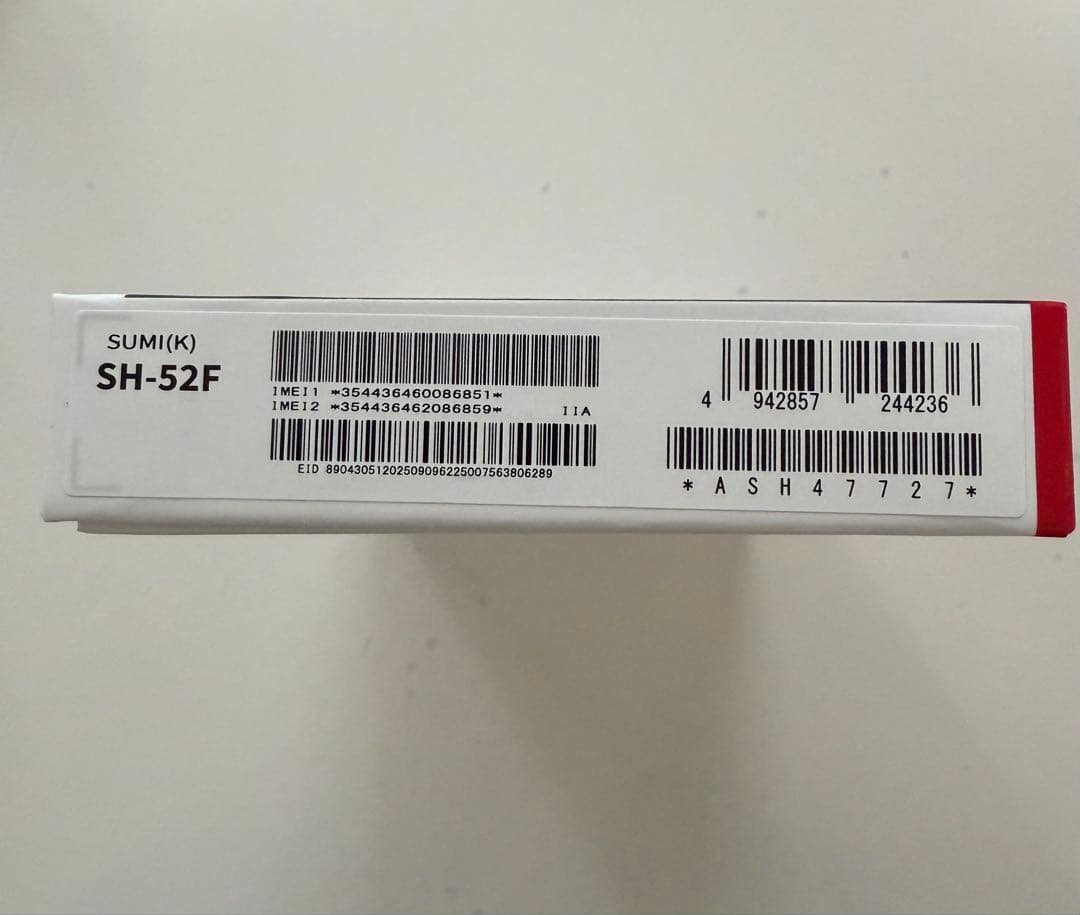 SUMI(K)
SH-52F
IMEI1 *354436460086851*
IMEI2 *354436462086859* IIA
EID 89043051202509096225007563806289
4 942857 244236
*ASH47727*